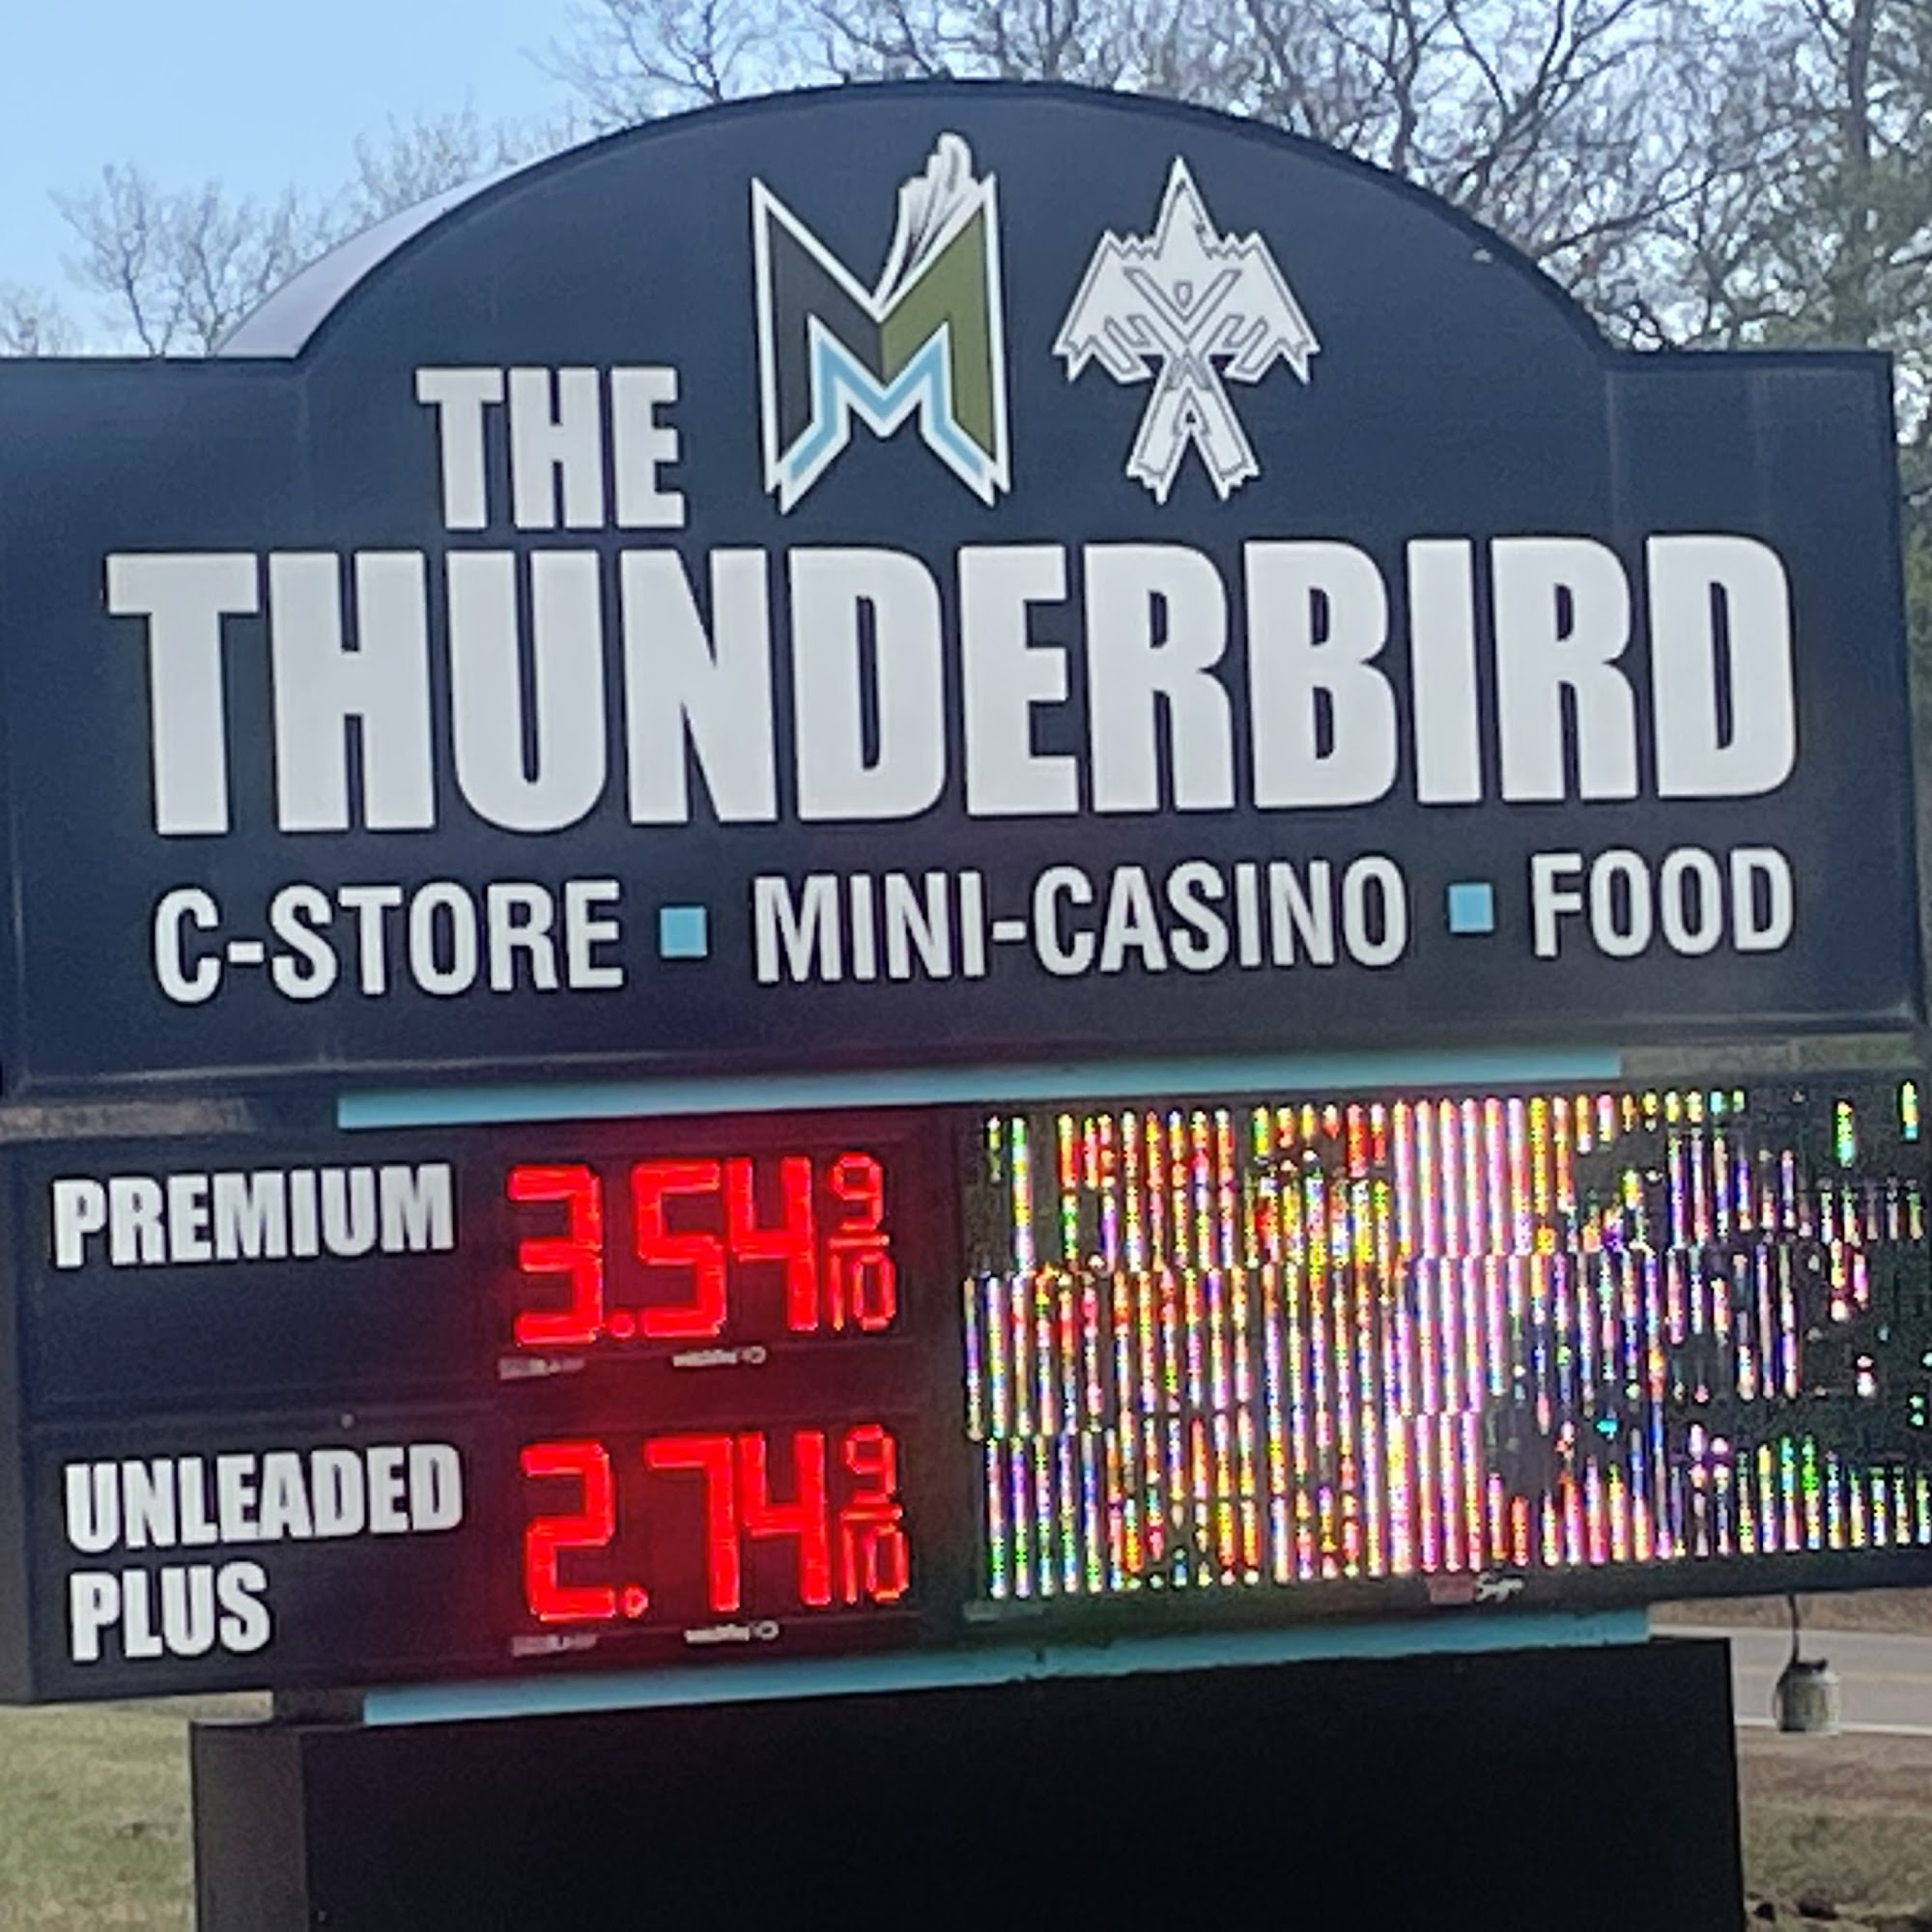 THE
THUNDERBIRD
C-STORE ▪ MINI-CASINO ▪ FOOD
PREMIUM 3.54 9/10
UNLEADED PLUS 2.74 9/10